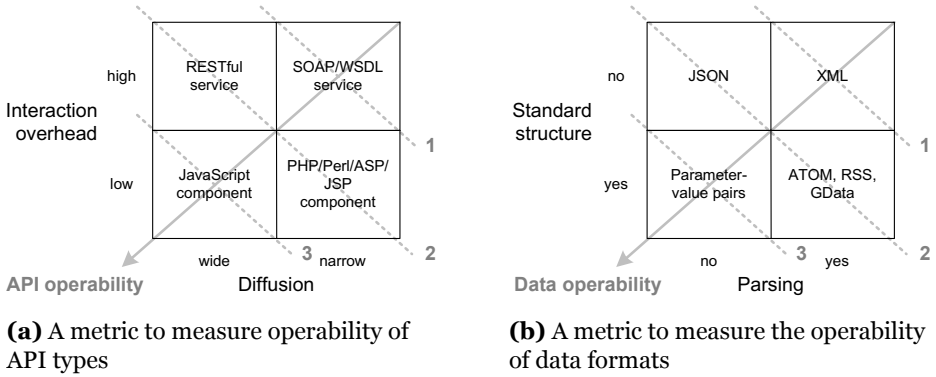 high
Interaction
overhead
low
RESTful
service
SOAP/WSDL
service
JavaScript
component
PHP/Perl/ASP/
JSP
component
1
2
3
wide
narrow
API operability
Diffusion
(a) A metric to measure operability of
API types
no
Standard
structure
yes
JSON
XML
Parameter-
value pairs
ATOM, RSS,
GData
1
2
3
no
yes
Data operability
Parsing
(b) A metric to measure the operability
of data formats